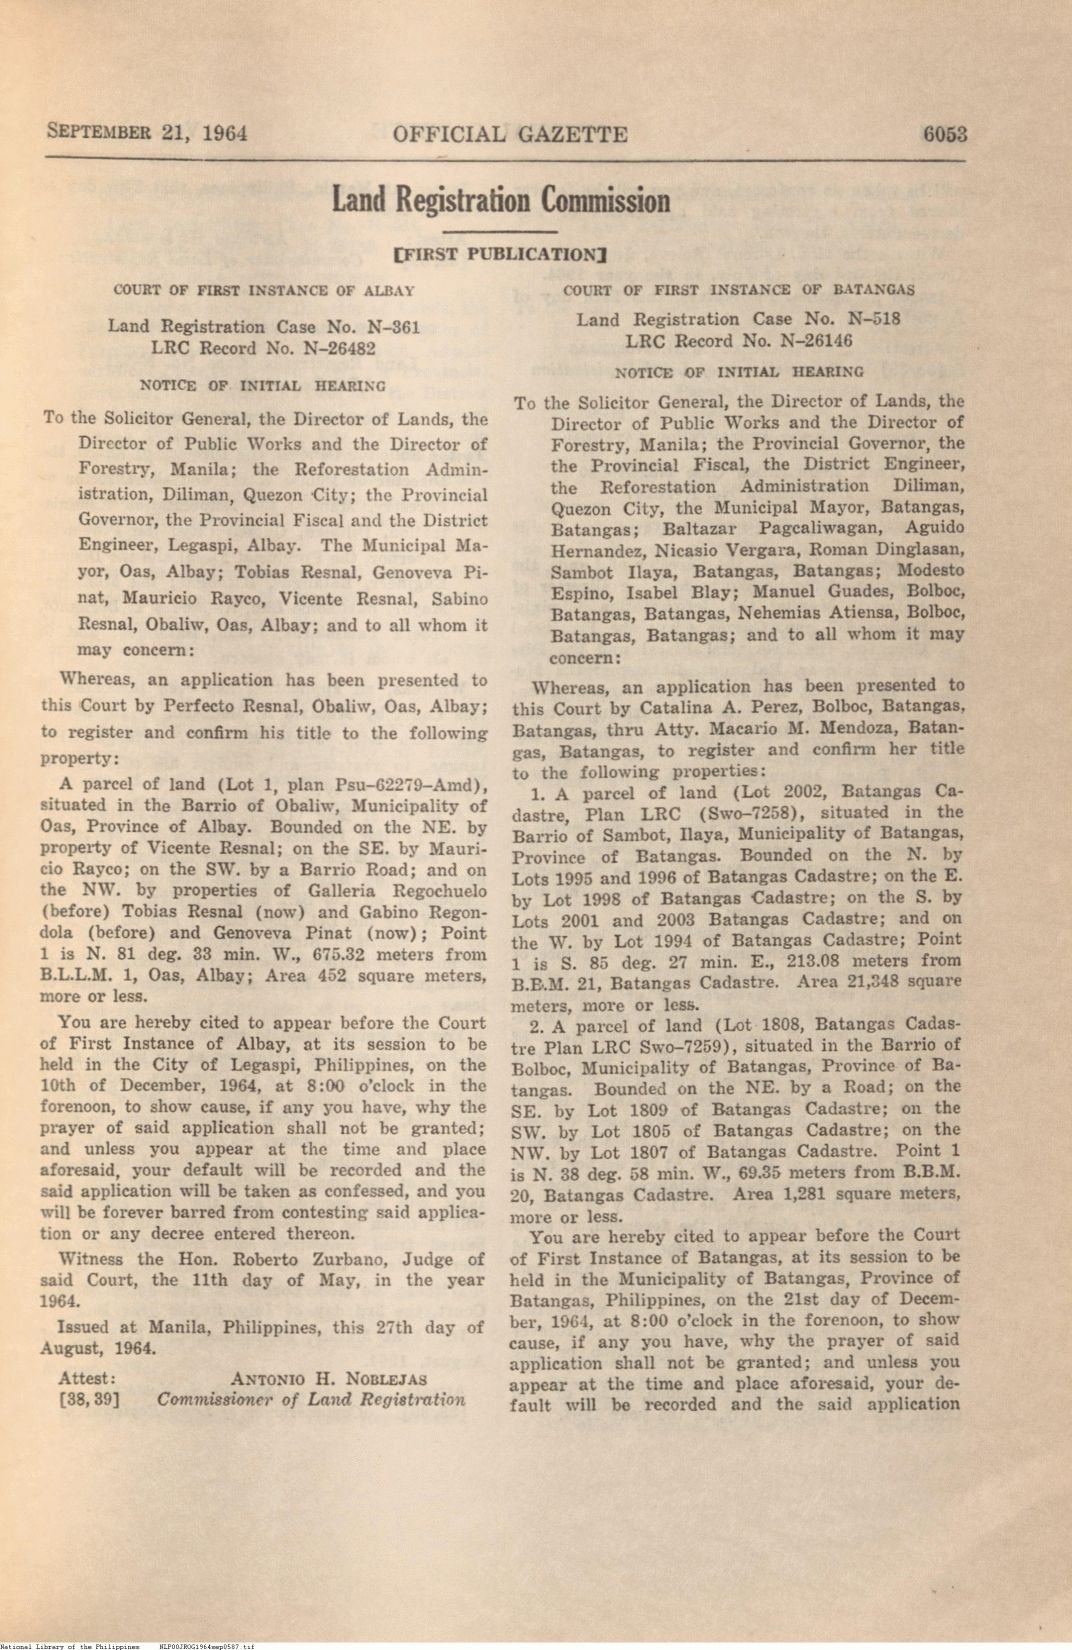 SEPTEMBER 21, 1964 OFFICIAL GAZETTE 6053
Land Registration Commission
[FIRST PUBLICATION]
COURT OF FIRST INSTANCE OF ALBAY
Land Registration Case No. N–361
LRC Record No. N–26482
NOTICE OF INITIAL HEARING
To the Solicitor General, the Director of Lands, the
Director of Public Works and the Director of
Forestry, Manila; the Reforestation Admin-
istration, Diliman, Quezon City; the Provincial
Governor, the Provincial Fiscal and the District
Engineer, Legaspi, Albay. The Municipal Ma-
yor, Oas, Albay; Tobias Resnal, Genoveva Pi-
nat, Mauricio Rayco, Vicente Resnal, Sabino
Resnal, Obaliw, Oas, Albay; and to all whom it
may concern:
Whereas, an application has been presented to
this Court by Perfecto Resnal, Obaliw, Oas, Albay;
to register and confirm his title to the following
property:
A parcel of land (Lot 1, plan Psu–62279–Amd),
situated in the Barrio of Obaliw, Municipality of
Oas, Province of Albay. Bounded on the NE. by
property of Vicente Resnal; on the SE. by Mauri-
cio Rayco; on the SW. by a Barrio Road; and on
the NW. by properties of Galleria Regochuelo
(before) Tobias Resnal (now) and Gabino Regon-
dola (before) and Genoveva Pinat (now); Point
1 is N. 81 deg. 33 min. W., 675.32 meters from
B.L.L.M. 1, Oas, Albay; Area 452 square meters,
more or less.
You are hereby cited to appear before the Court
of First Instance of Albay, at its session to be
held in the City of Legaspi, Philippines, on the
10th of December, 1964, at 8:00 o'clock in the
forenoon, to show cause, if any you have, why the
prayer of said application shall not be granted;
and unless you appear at the time and place
aforesaid, your default will be recorded and the
said application will be taken as confessed, and you
will be forever barred from contesting said applica-
tion or any decree entered thereon.
Witness the Hon. Roberto Zurbano, Judge of
said Court, the 11th day of May, in the year
1964.
Issued at Manila, Philippines, this 27th day of
August, 1964.
Attest: ANTONIO H. NOBLEJAS
[38, 39] Commissioner of Land Registration
COURT OF FIRST INSTANCE OF BATANGAS
Land Registration Case No. N–518
LRC Record No. N–26146
NOTICE OF INITIAL HEARING
To the Solicitor General, the Director of Lands, the
Director of Public Works and the Director of
Forestry, Manila; the Provincial Governor, the
the Provincial Fiscal, the District Engineer,
the Reforestation Administration Diliman,
Quezon City, the Municipal Mayor, Batangas,
Batangas; Baltazar Pagcaliwagan, Aguido
Hernandez, Nicasio Vergara, Roman Dinglasan,
Sambot Ilaya, Batangas, Batangas; Modesto
Espino, Isabel Blay; Manuel Guades, Bolboc,
Batangas, Batangas, Nehemias Atiensa, Bolboc,
Batangas, Batangas; and to all whom it may
concern:
Whereas, an application has been presented to
this Court by Catalina A. Perez, Bolboc, Batangas,
Batangas, thru Atty. Macario M. Mendoza, Batan-
gas, Batangas, to register and confirm her title
to the following properties:
1. A parcel of land (Lot 2002, Batangas Ca-
dastre, Plan LRC (Swo–7258), situated in the
Barrio of Sambot, Ilaya, Municipality of Batangas,
Province of Batangas. Bounded on the N. by
Lots 1995 and 1996 of Batangas Cadastre; on the E.
by Lot 1998 of Batangas Cadastre; on the S. by
Lots 2001 and 2003 Batangas Cadastre; and on
the W. by Lot 1994 of Batangas Cadastre; Point
1 is S. 85 deg. 27 min. E., 213.08 meters from
B.B.M. 21, Batangas Cadastre. Area 21,348 square
meters, more or less.
2. A parcel of land (Lot 1808, Batangas Cadas-
tre Plan LRC Swo–7259), situated in the Barrio of
Bolboc, Municipality of Batangas, Province of Ba-
tangas. Bounded on the NE. by a Road; on the
SE. by Lot 1809 of Batangas Cadastre; on the
SW. by Lot 1805 of Batangas Cadastre; on the
NW. by Lot 1807 of Batangas Cadastre. Point 1
is N. 38 deg. 58 min. W., 69.35 meters from B.B.M.
20, Batangas Cadastre. Area 1,281 square meters,
more or less.
You are hereby cited to appear before the Court
of First Instance of Batangas, at its session to be
held in the Municipality of Batangas, Province of
Batangas, Philippines, on the 21st day of Decem-
ber, 1964, at 8:00 o'clock in the forenoon, to show
cause, if any you have, why the prayer of said
application shall not be granted; and unless you
appear at the time and place aforesaid, your de-
fault will be recorded and the said application
National Library of the Philippines NLP00JROG1964sep0587.tif